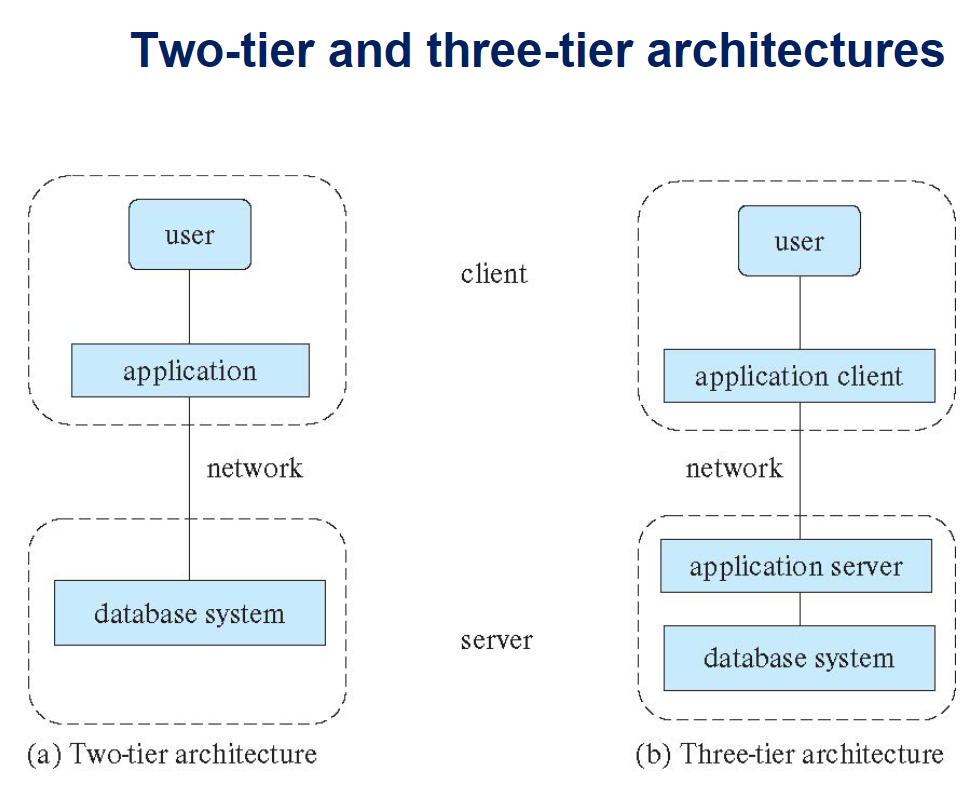 Two-tier and three-tier architectures
user
application
network
database system
(a) Two-tier architecture
client
server
user
application client
network
application server
database system
(b) Three-tier architecture